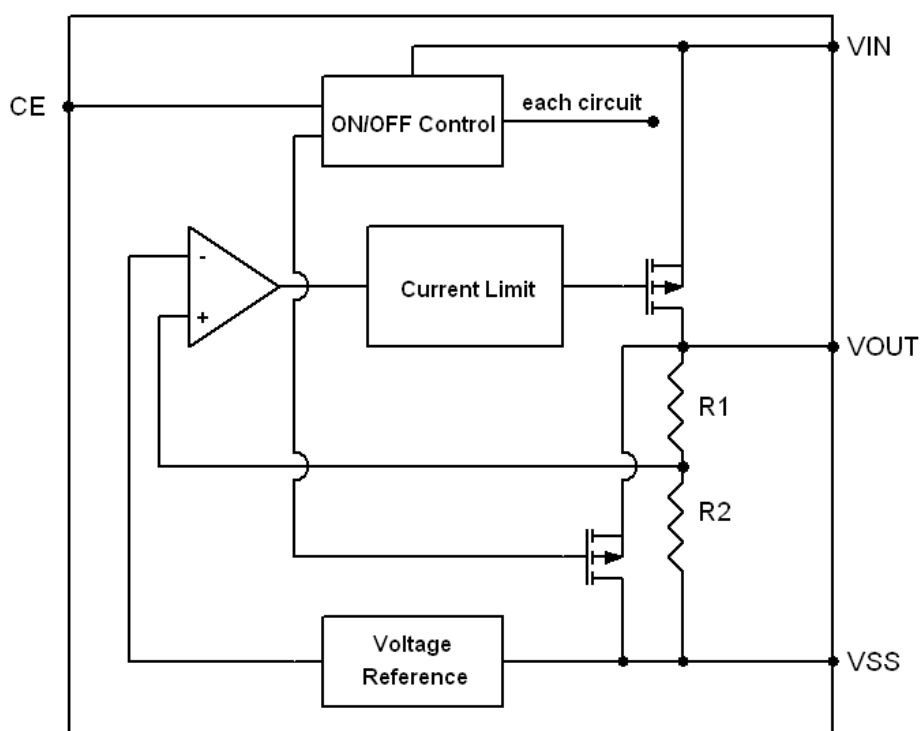 VIN
CE
each circuit
ON/OFF Control
-
Current Limit
+
VOUT
R1
R2
Voltage
Reference
VSS